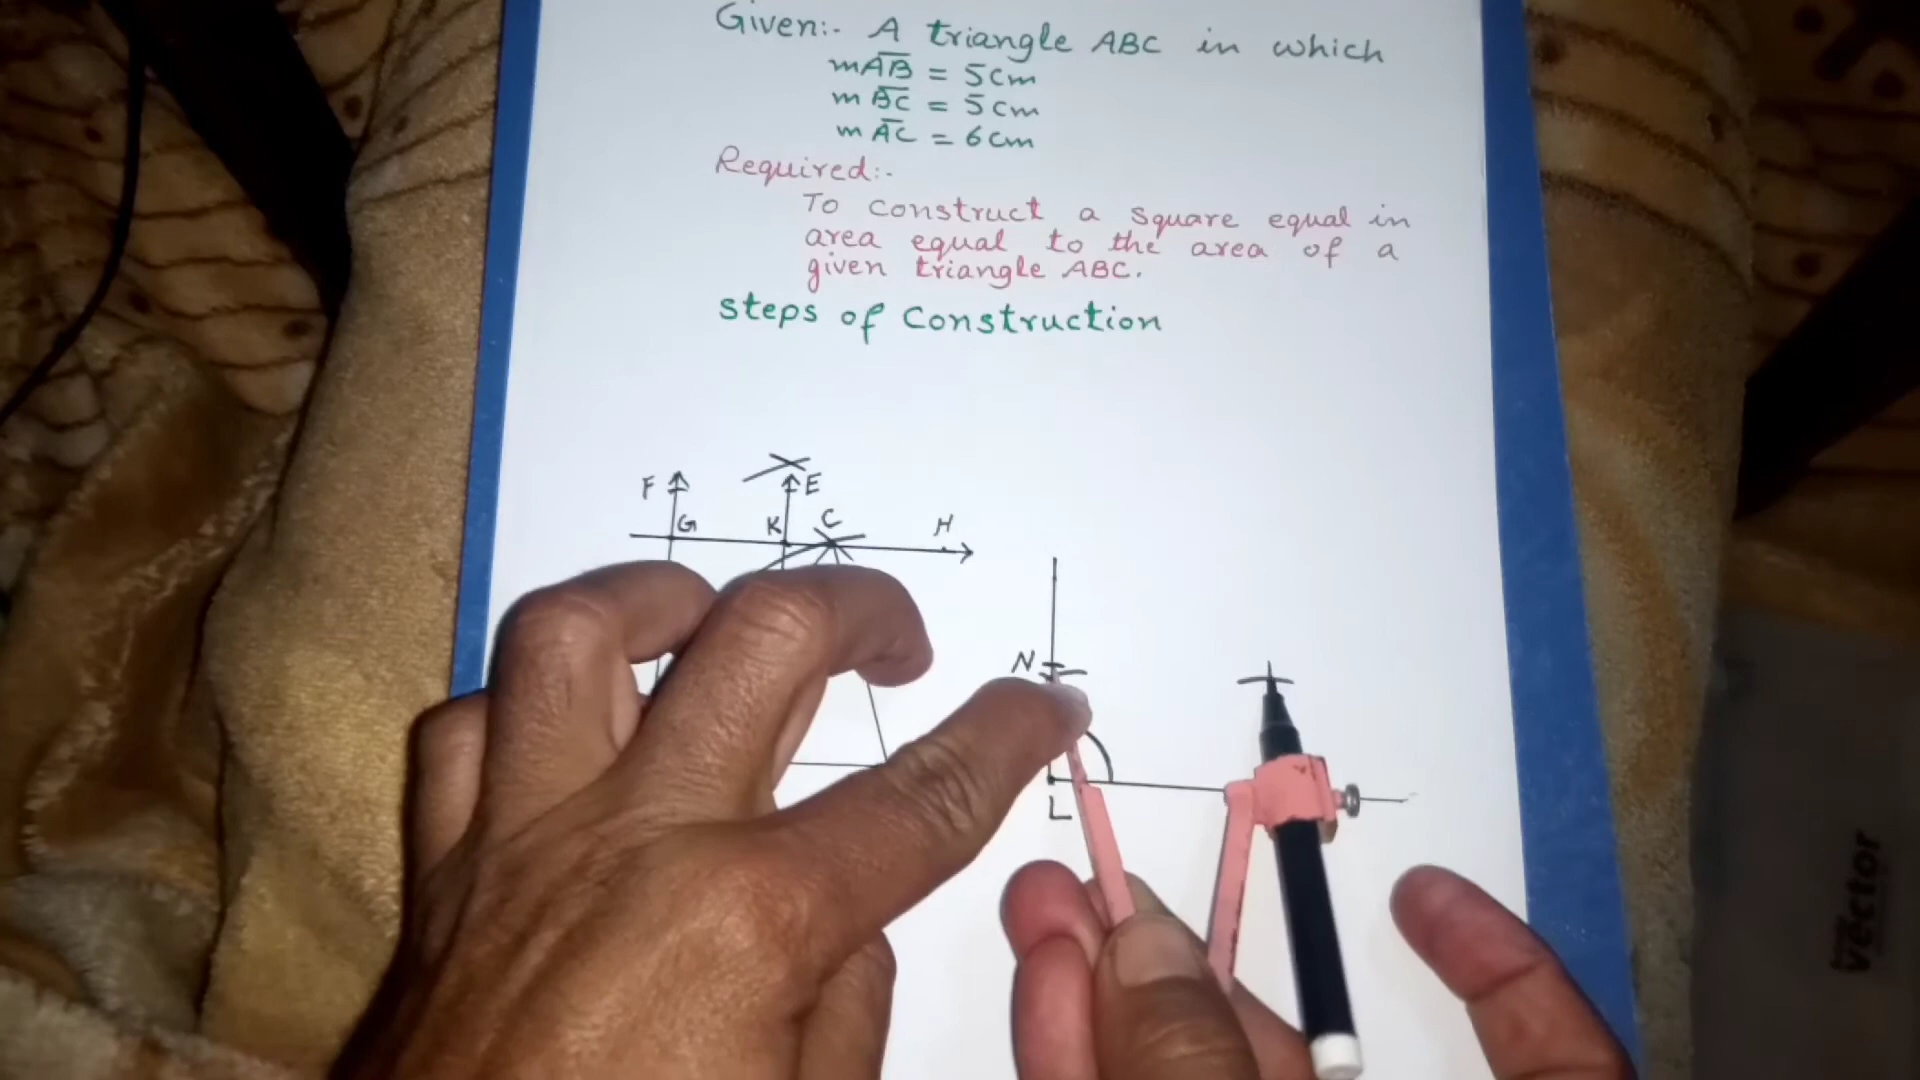 Given:- A triangle ABC in which
mAB = 5cm
mBC = 5cm
mAC = 6cm
Required:-
To construct a square equal in
area equal to the area of a
given triangle ABC.
Steps of Construction
F
E
G
K
C
H
N
L
Vector